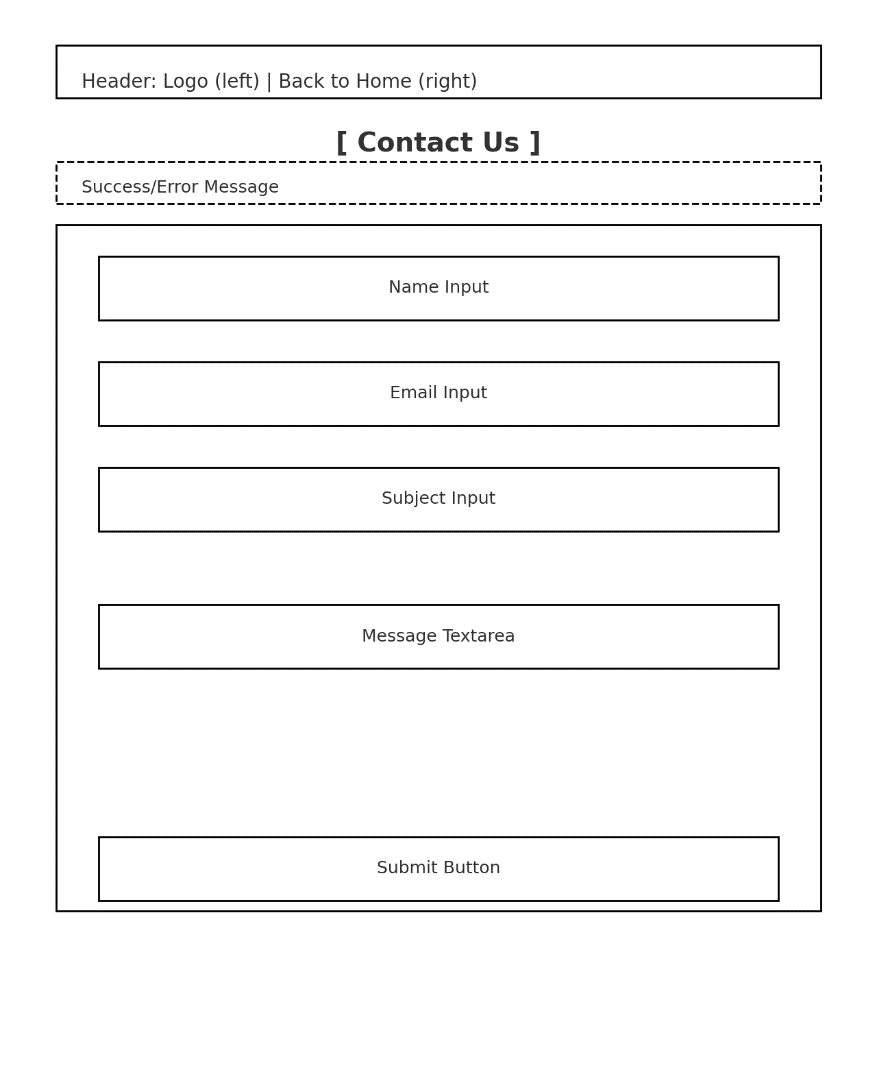 Header: Logo (left) | Back to Home (right)
[ Contact Us ]
Success/Error Message
Name Input
Email Input
Subject Input
Message Textarea
Submit Button